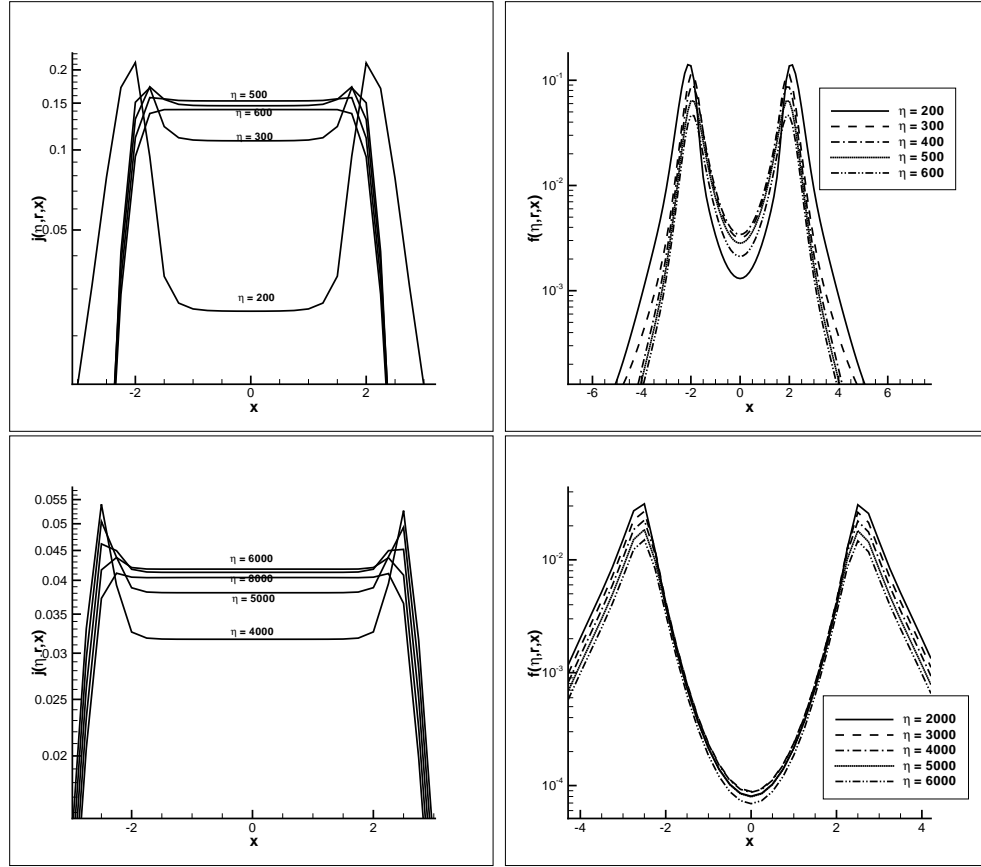 j(η,r,x)
0.2
0.15
0.1
0.05
η = 500
η = 600
η = 300
η = 200
-2
0
2
x
f(η,r,x)
10-1
10-2
10-3
η = 200
η = 300
η = 400
η = 500
η = 600
-6
-4
-2
0
2
4
6
x
j(η,r,x)
0.055
0.05
0.045
0.04
0.035
0.03
0.025
0.02
η = 6000
η = 8000
η = 5000
η = 4000
-2
0
2
x
f(η,r,x)
10-2
10-3
10-4
η = 2000
η = 3000
η = 4000
η = 5000
η = 6000
-4
-2
0
2
4
x